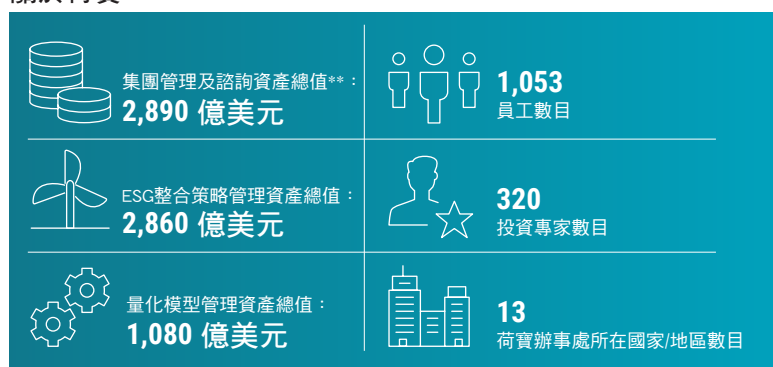 集團管理及諮詢資產總值**：
2,890 億美元
1,053
員工數目
ESG整合策略管理資產總值：
2,860 億美元
320
投資專家數目
量化模型管理資產總值：
1,080 億美元
13
荷寶辦事處所在國家/地區數目